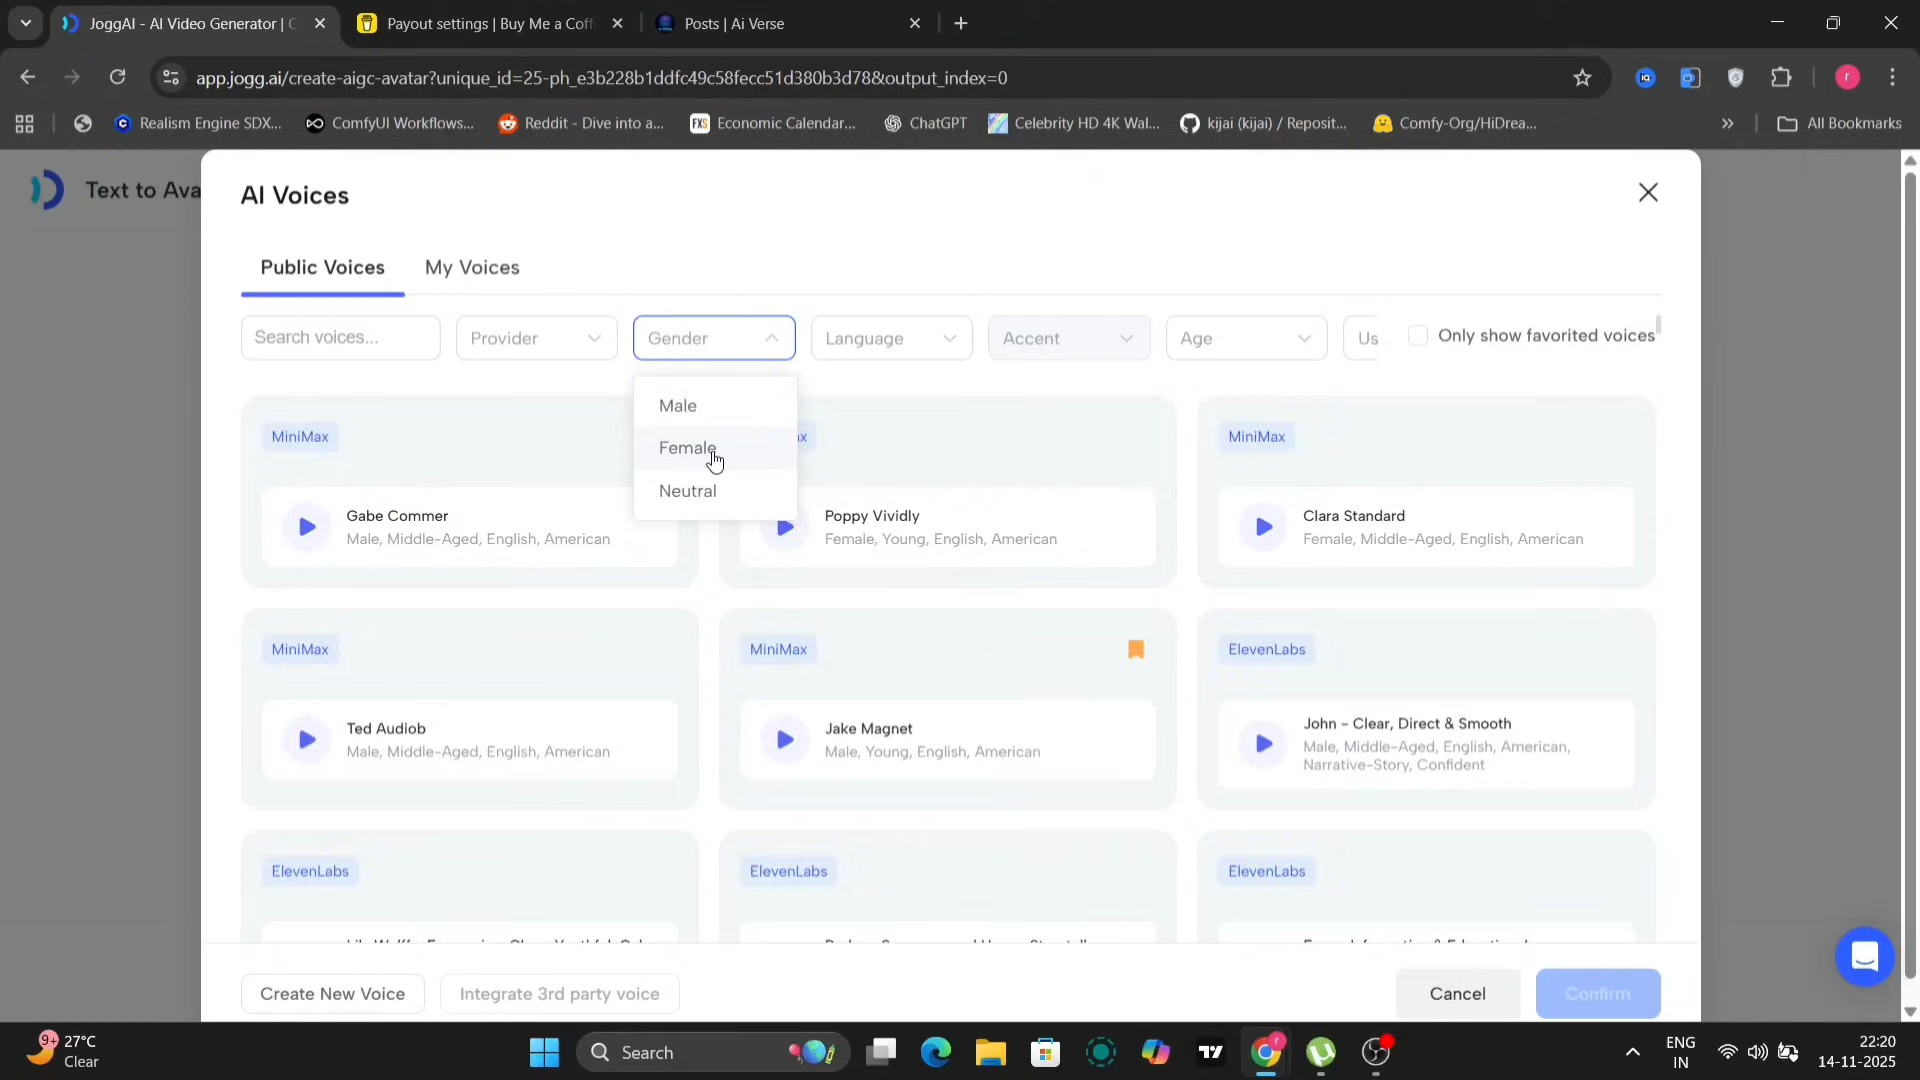 JoggAI - AI Video Generator | C
Payout settings | Buy Me a Coff
Posts | Ai Verse
app.jogg.ai/create-aigc-avatar?unique_id=25-ph_e3b228b1ddfc49c58fecc51d380b3d78&output_index=0
Realism Engine SDX...
ComfyUI Workflows...
Reddit - Dive into a...
Economic Calendar...
ChatGPT
Celebrity HD 4K Wal...
kijai (kijai) / Reposit...
Comfy-Org/HiDrea...
All Bookmarks
Text to Ava
AI Voices
Public Voices
My Voices
Search voices...
Provider
Gender
Language
Accent
Age
Us
Only show favorited voices
Male
Female
Neutral
MiniMax
Gabe Commer
Male, Middle-Aged, English, American
Poppy Vividly
Female, Young, English, American
MiniMax
Clara Standard
Female, Middle-Aged, English, American
MiniMax
Ted Audiob
Male, Middle-Aged, English, American
MiniMax
Jake Magnet
Male, Young, English, American
ElevenLabs
John - Clear, Direct & Smooth
Male, Middle-Aged, English, American,
Narrative-Story, Confident
ElevenLabs
ElevenLabs
ElevenLabs
Create New Voice
Integrate 3rd party voice
Cancel
Confirm
9+
27°C
Clear
Search
ENG
IN
22:20
14-11-2025